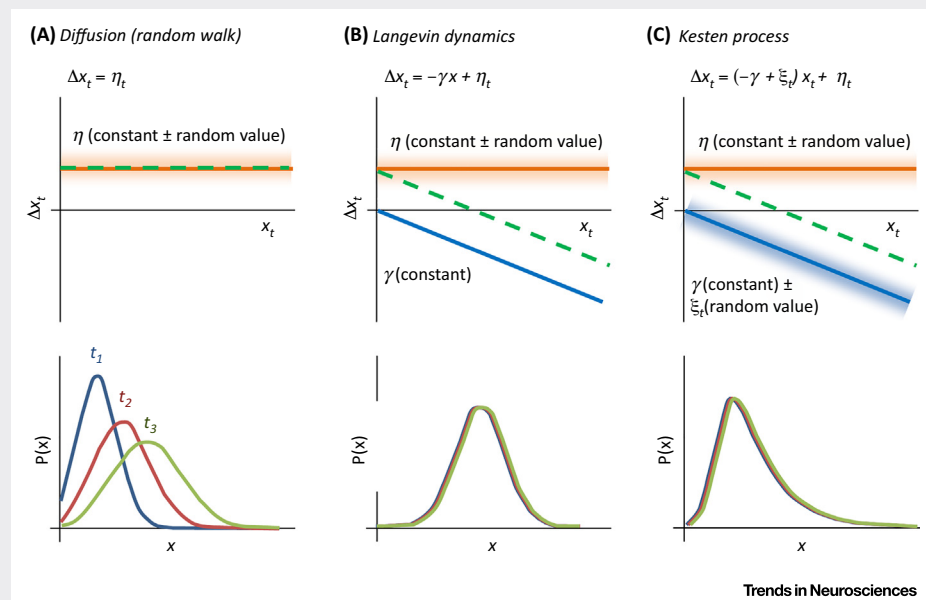 (A) Diffusion (random walk)
Δx_t = η_t
η (constant ± random value)
Δx_t
x_t
P(x)
t_1
t_2
t_3
x
(B) Langevin dynamics
Δx_t = −γx + η_t
η (constant ± random value)
Δx_t
x_t
γ(constant)
P(x)
x
(C) Kesten process
Δx_t = (−γ + ξ_t) x_t + η_t
η (constant ± random value)
Δx_t
x_t
γ(constant) ±
ξ_t(random value)
P(x)
x
Trends in Neurosciences